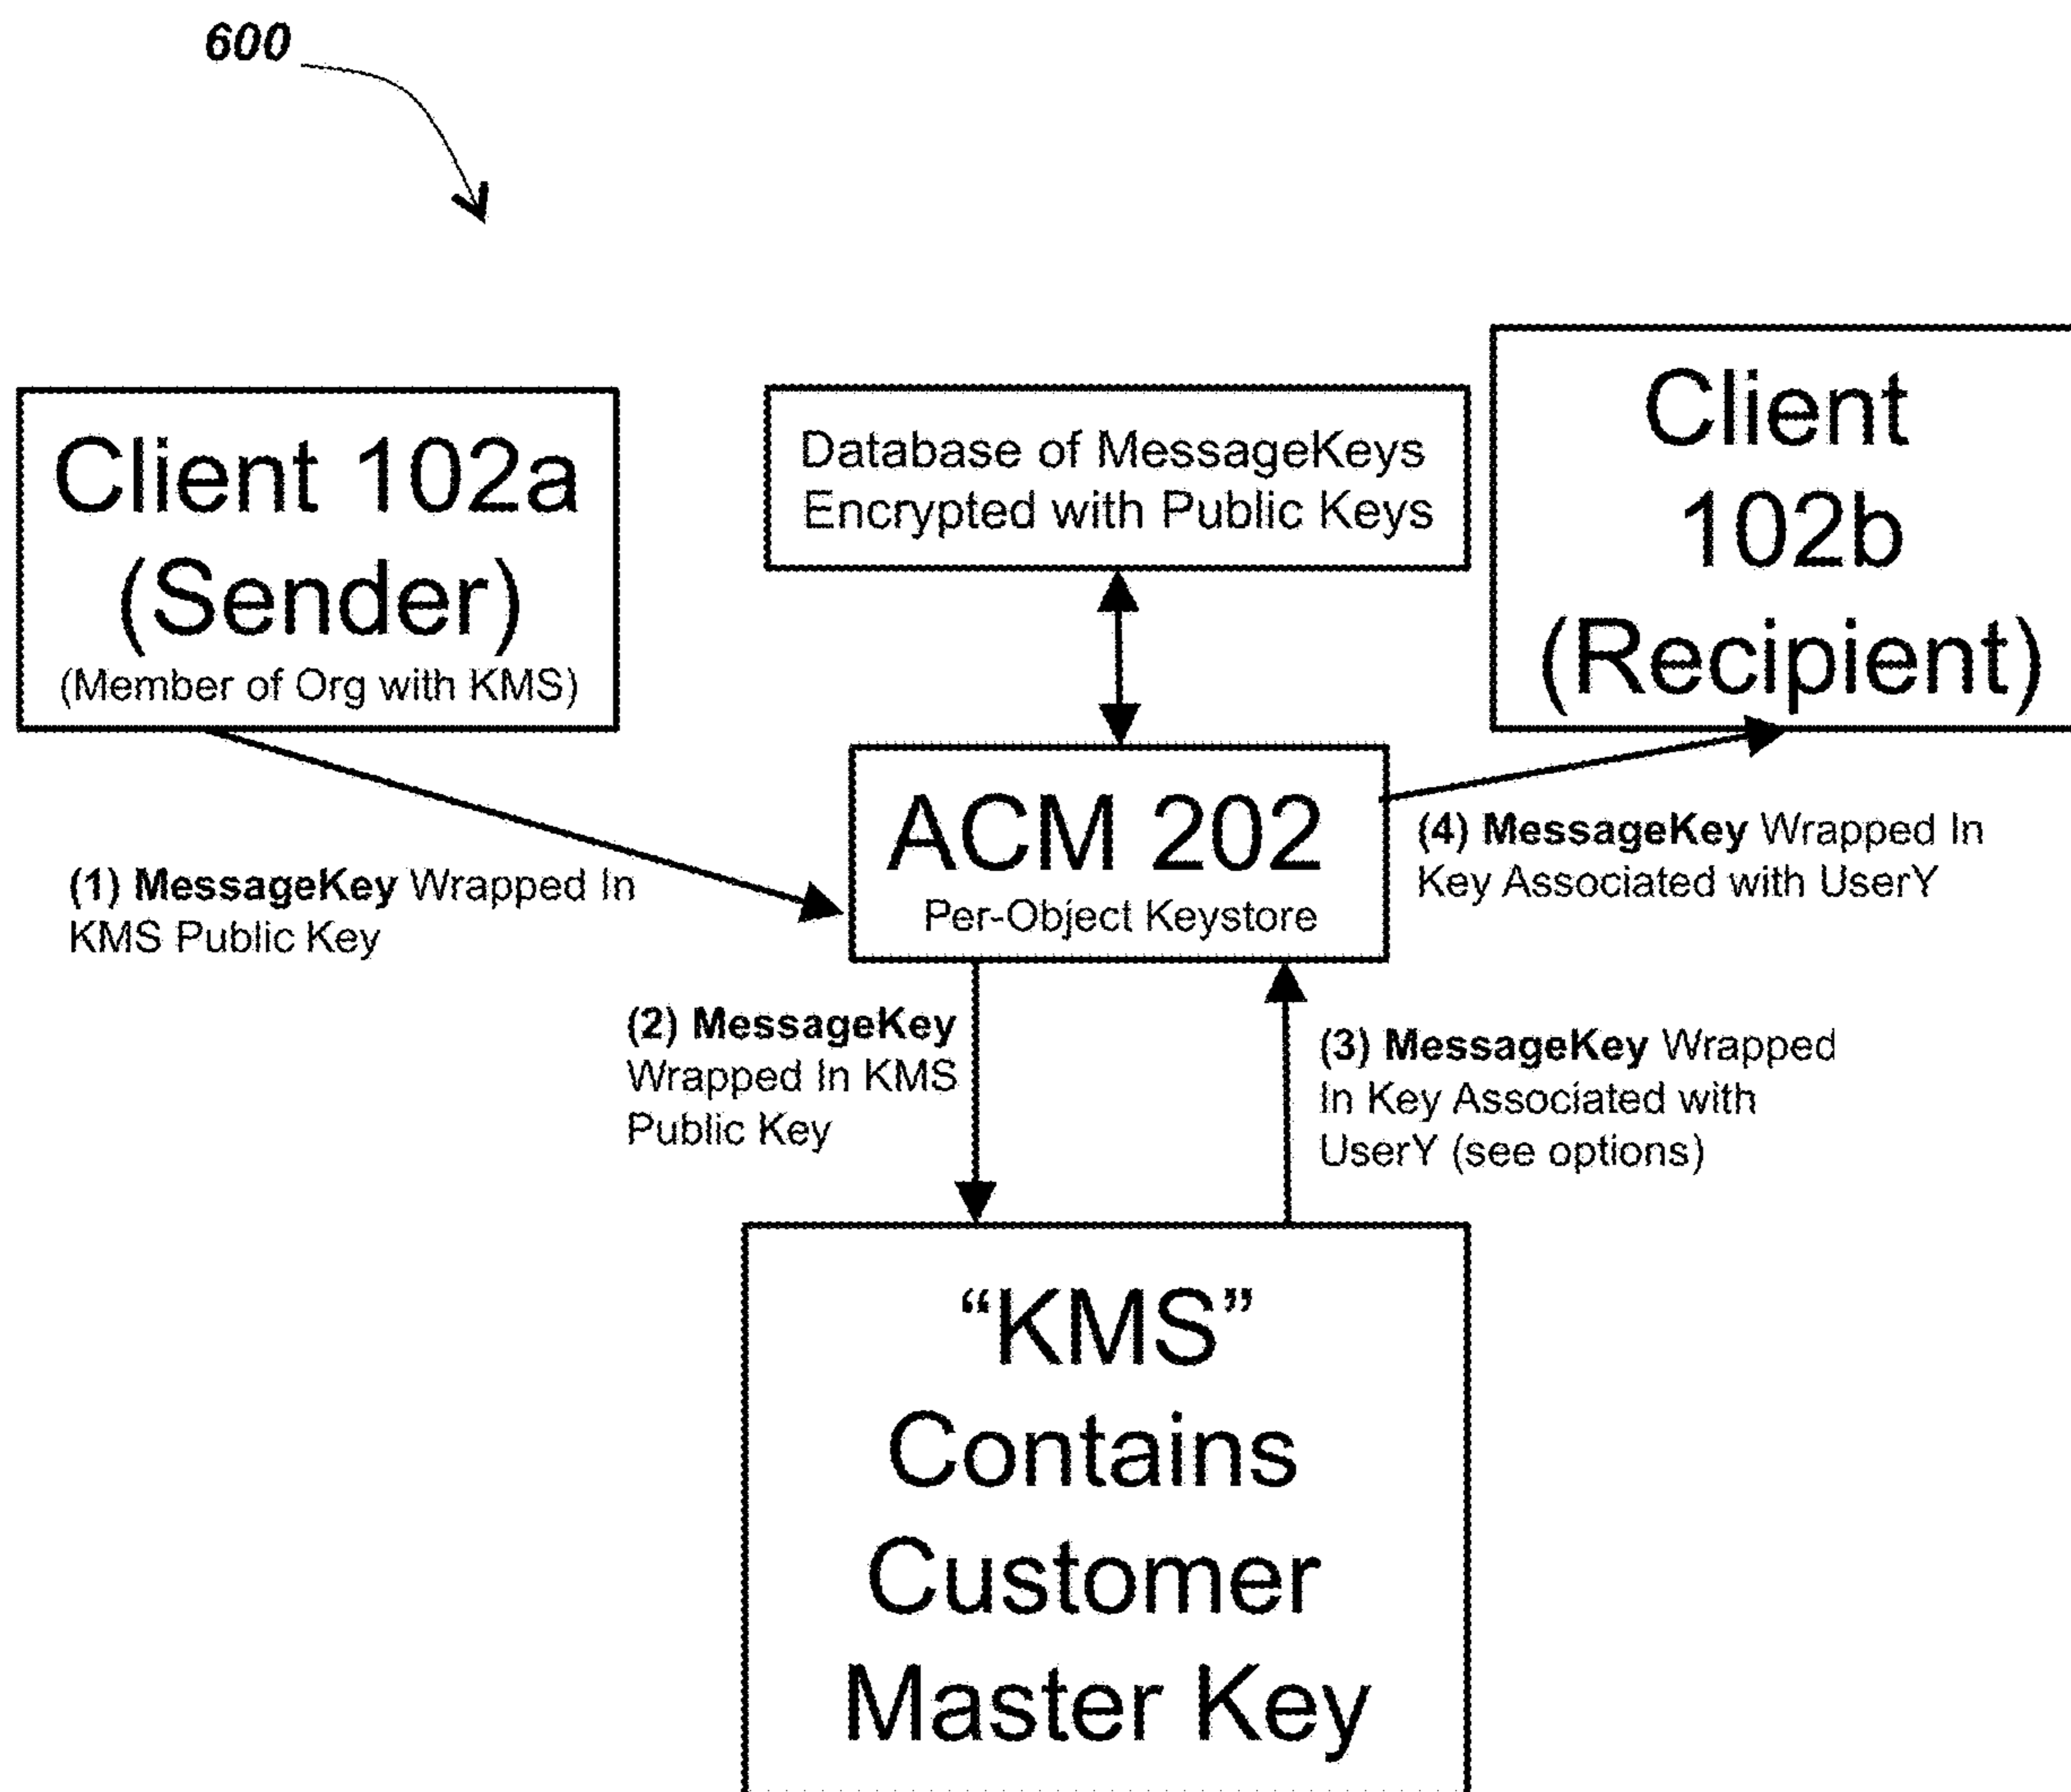 600
Client 102a
(Sender)
(Member of Org with KMS)
Database of MessageKeys
Encrypted with Public Keys
Client
102b
(Recipient)
ACM 202
Per-Object Keystore
(1) MessageKey Wrapped In
KMS Public Key
(4) MessageKey Wrapped In
Key Associated with UserY
(2) MessageKey
Wrapped In KMS
Public Key
(3) MessageKey Wrapped
In Key Associated with
UserY (see options)
“KMS”
Contains
Customer
Master Key